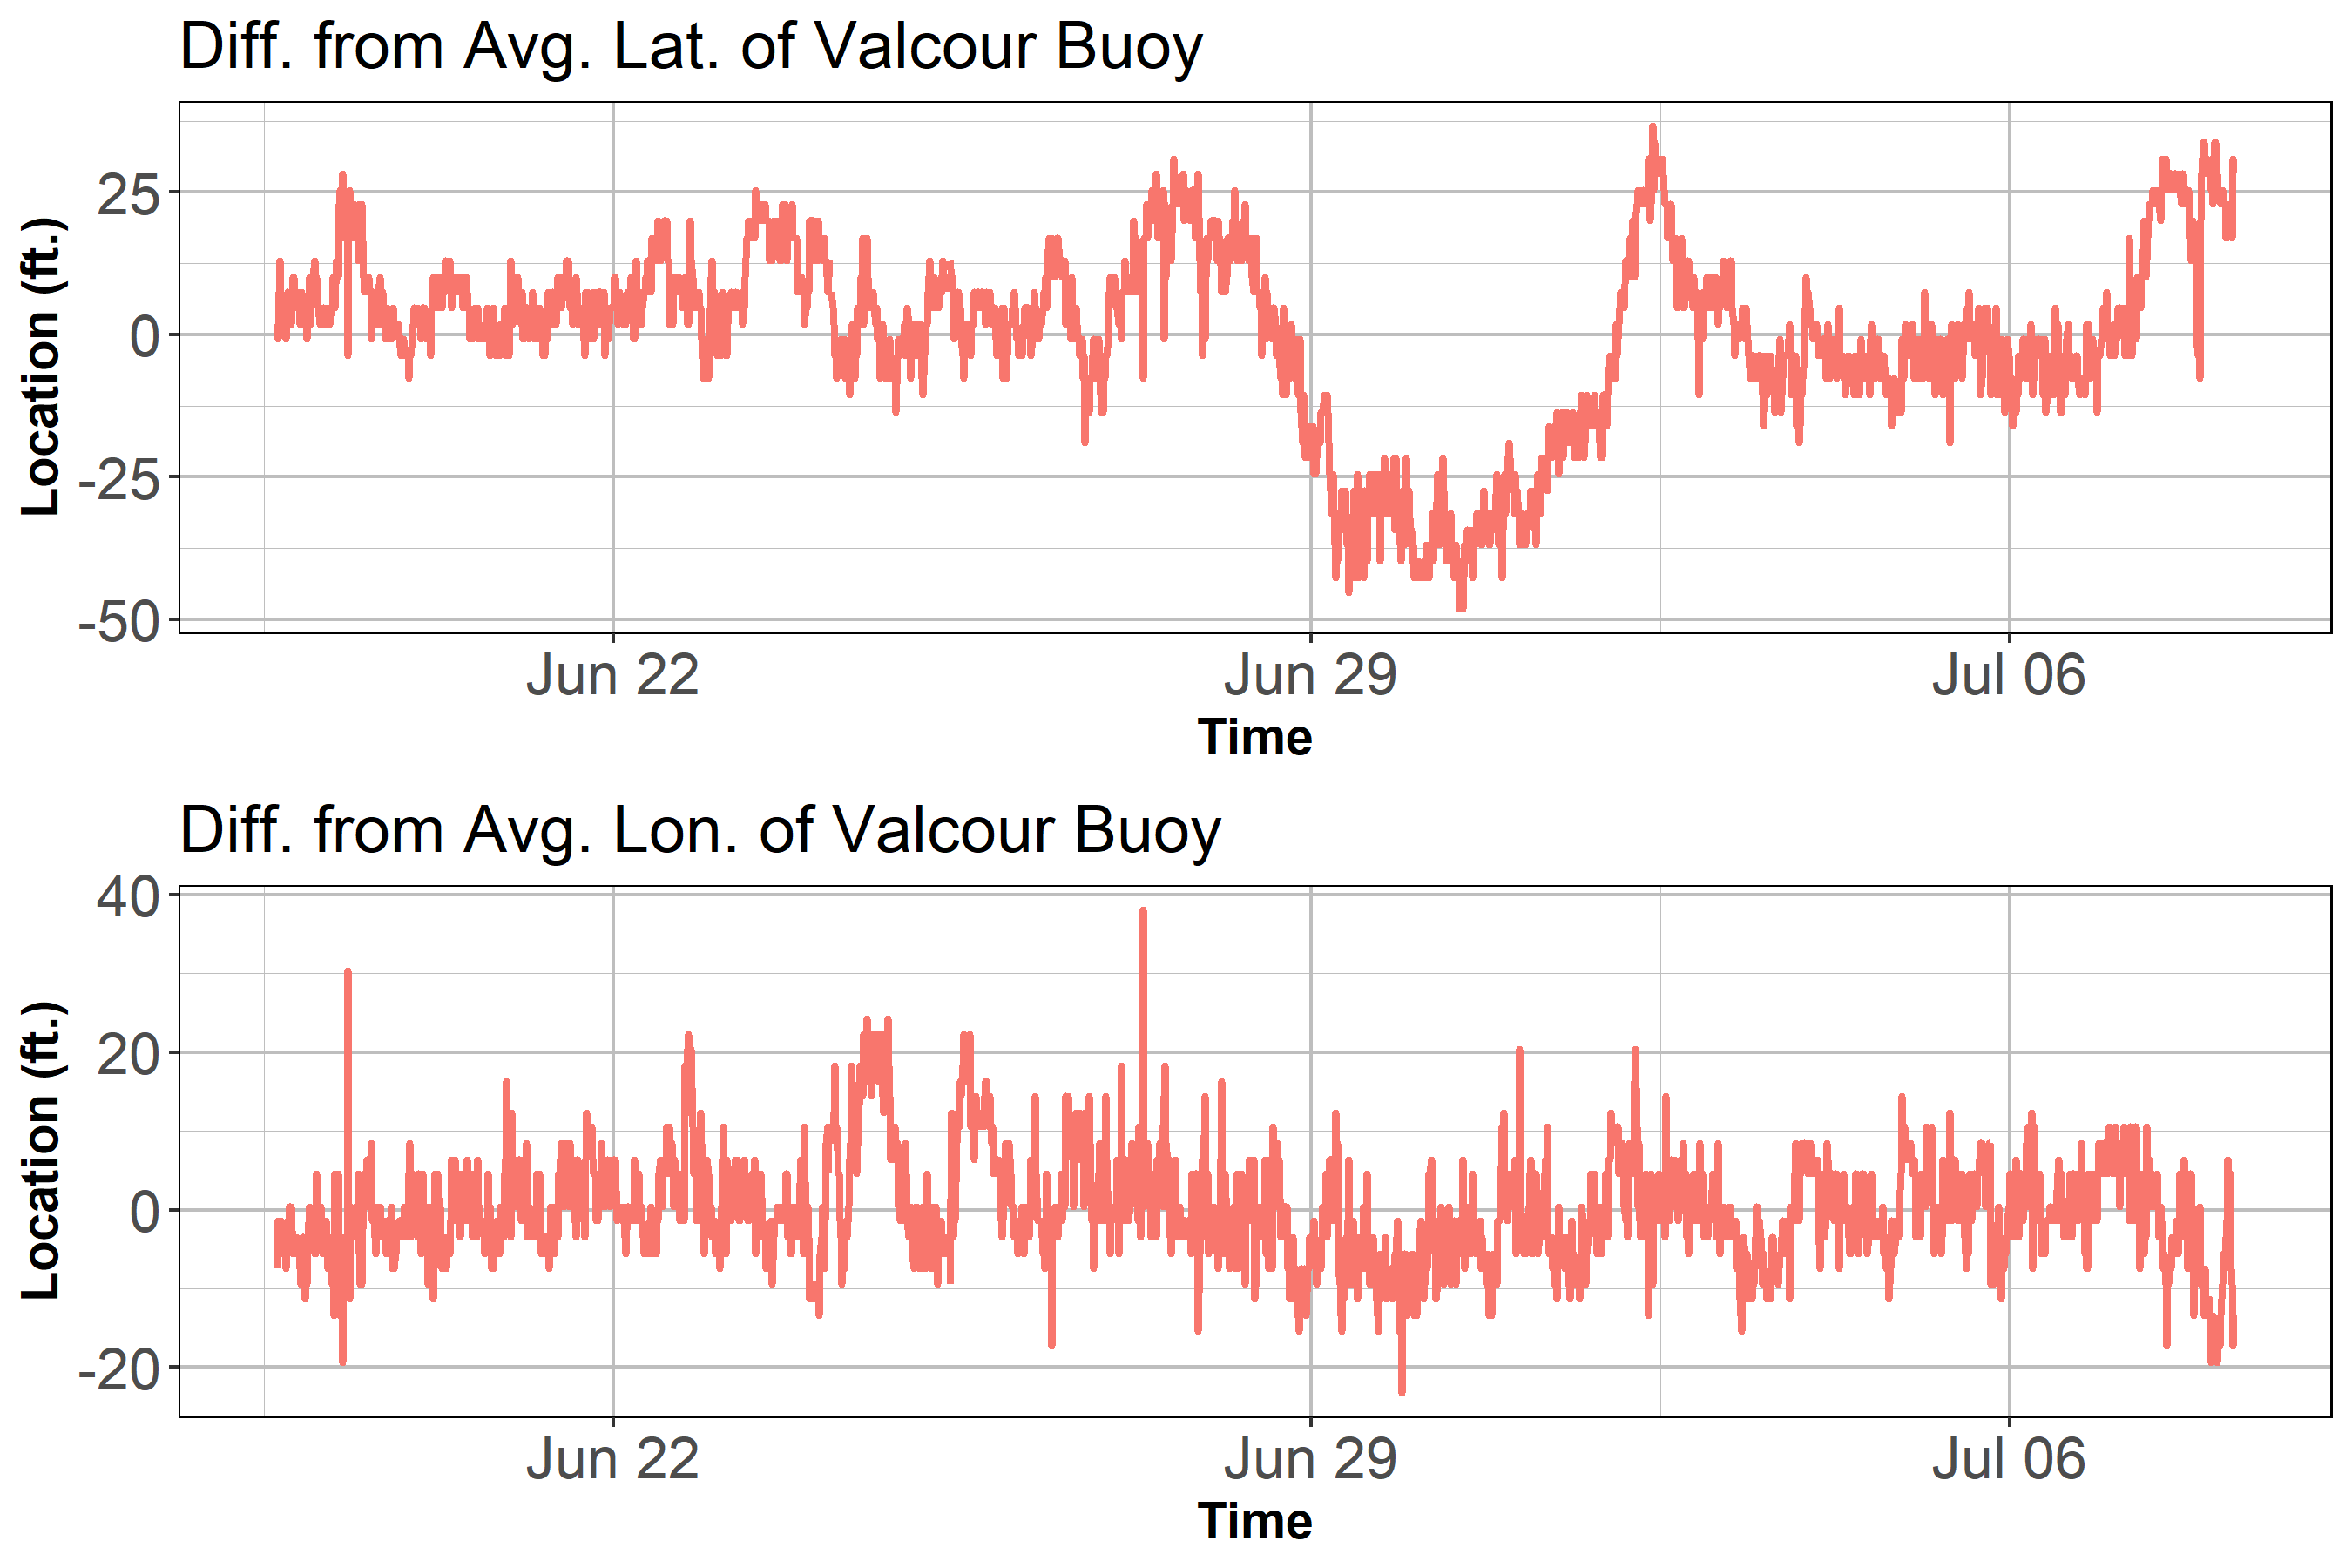 Diff. from Avg. Lat. of Valcour Buoy
Location (ft.)
25
0
-25
-50
Jun 22
Jun 29
Jul 06
Time
Diff. from Avg. Lon. of Valcour Buoy
Location (ft.)
40
20
0
-20
Jun 22
Jun 29
Jul 06
Time